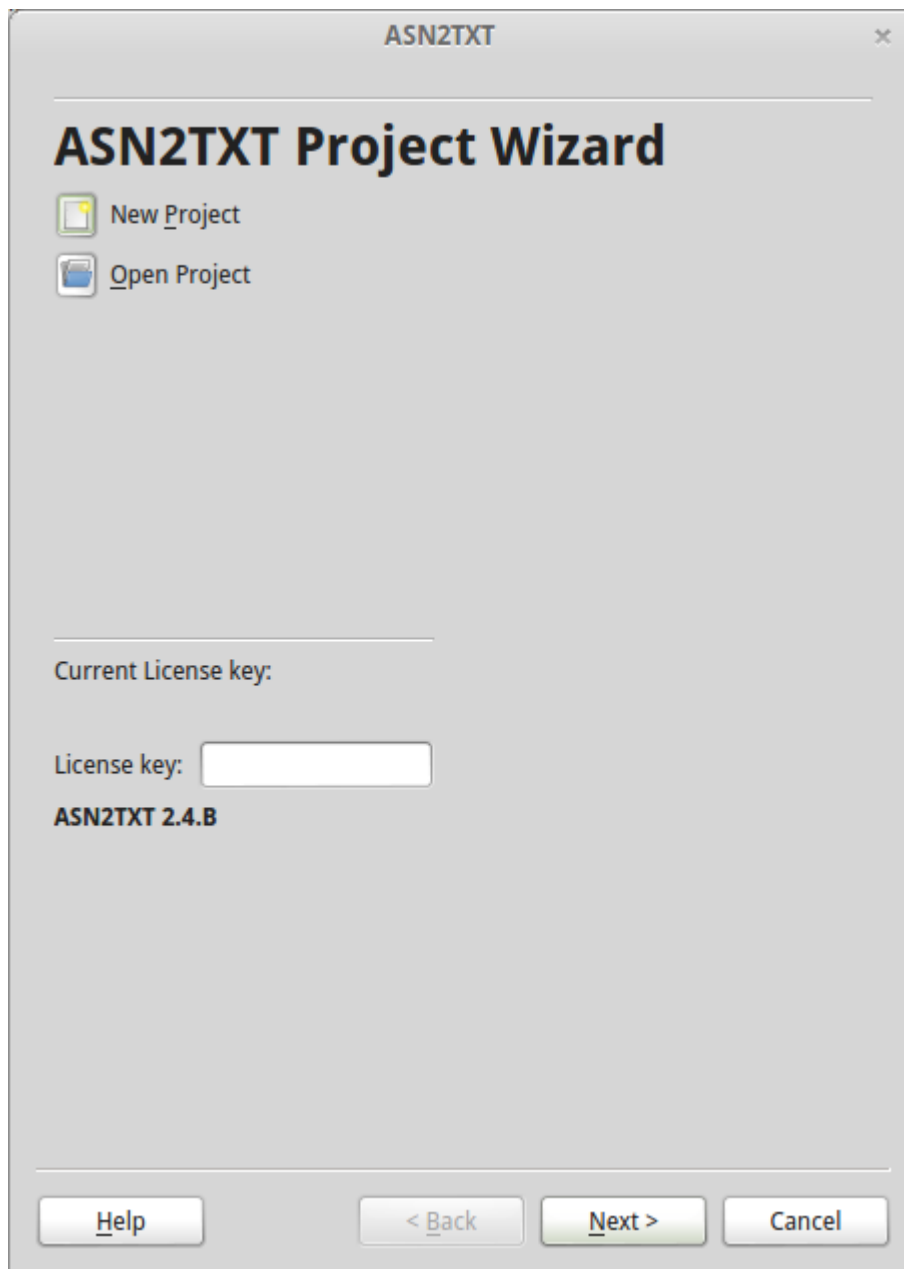 ASN2TXT
ASN2TXT Project Wizard
New Project
Open Project
Current License key:
License key:
ASN2TXT 2.4.B
Help
< Back
Next >
Cancel